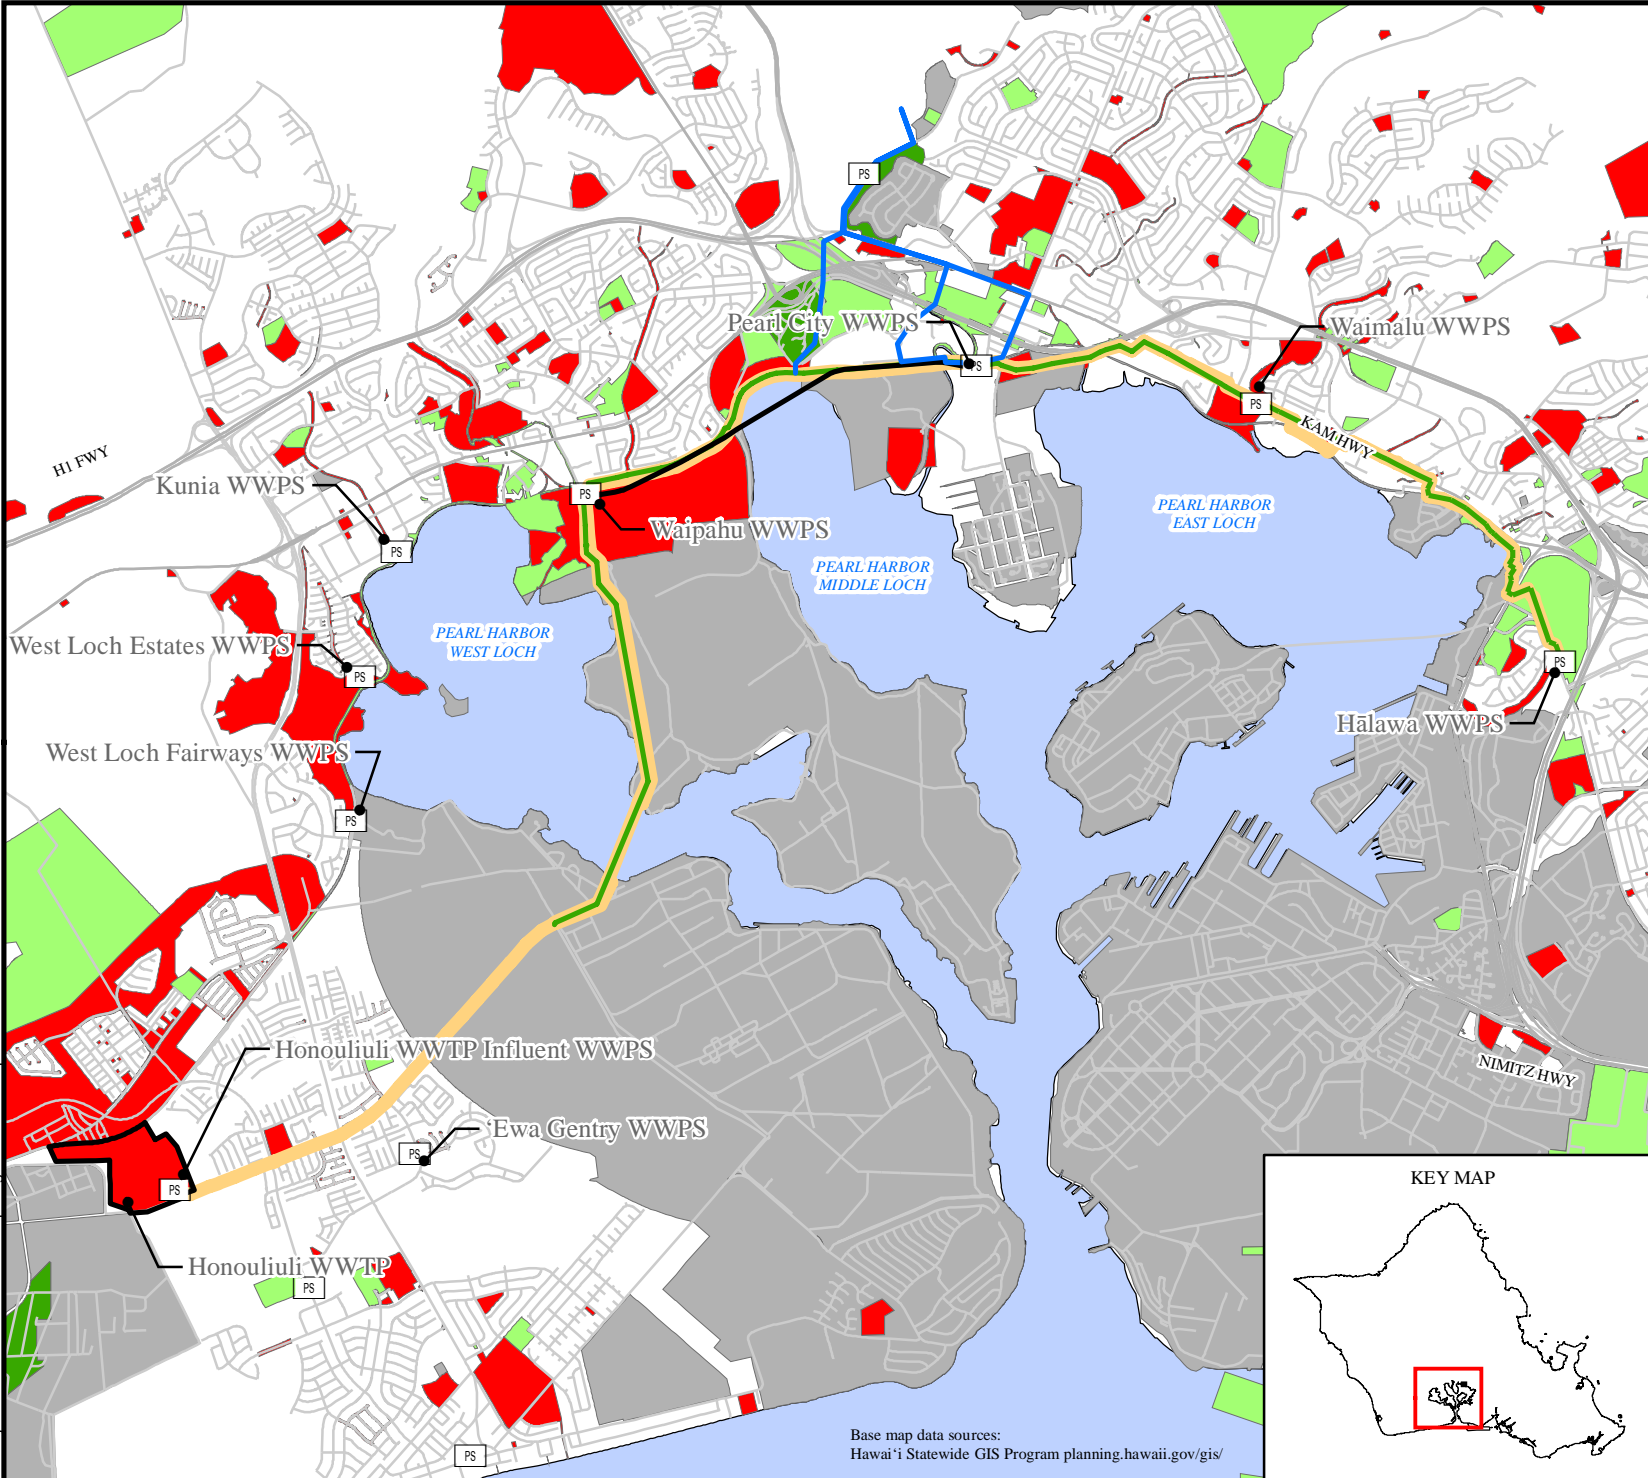 PS
Pearl City WWPS
PS
Waimalu WWPS
PS
KAM HWY
H1 FWY
Kunia WWPS
PS
PS
Waipahu WWPS
PEARL HARBOR
EAST LOCH
PEARL HARBOR
MIDDLE LOCH
PEARL HARBOR
WEST LOCH
West Loch Estates WWPS
PS
PS
Hālawa WWPS
West Loch Fairways WWPS
PS
Honouliuli WWTP Influent WWPS
NIMITZ HWY
ʻEwa Gentry WWPS
PS
PS
Honouliuli WWTP
PS
PS
KEY MAP
Base map data sources:
Hawaiʻi Statewide GIS Program planning.hawaii.gov/gis/